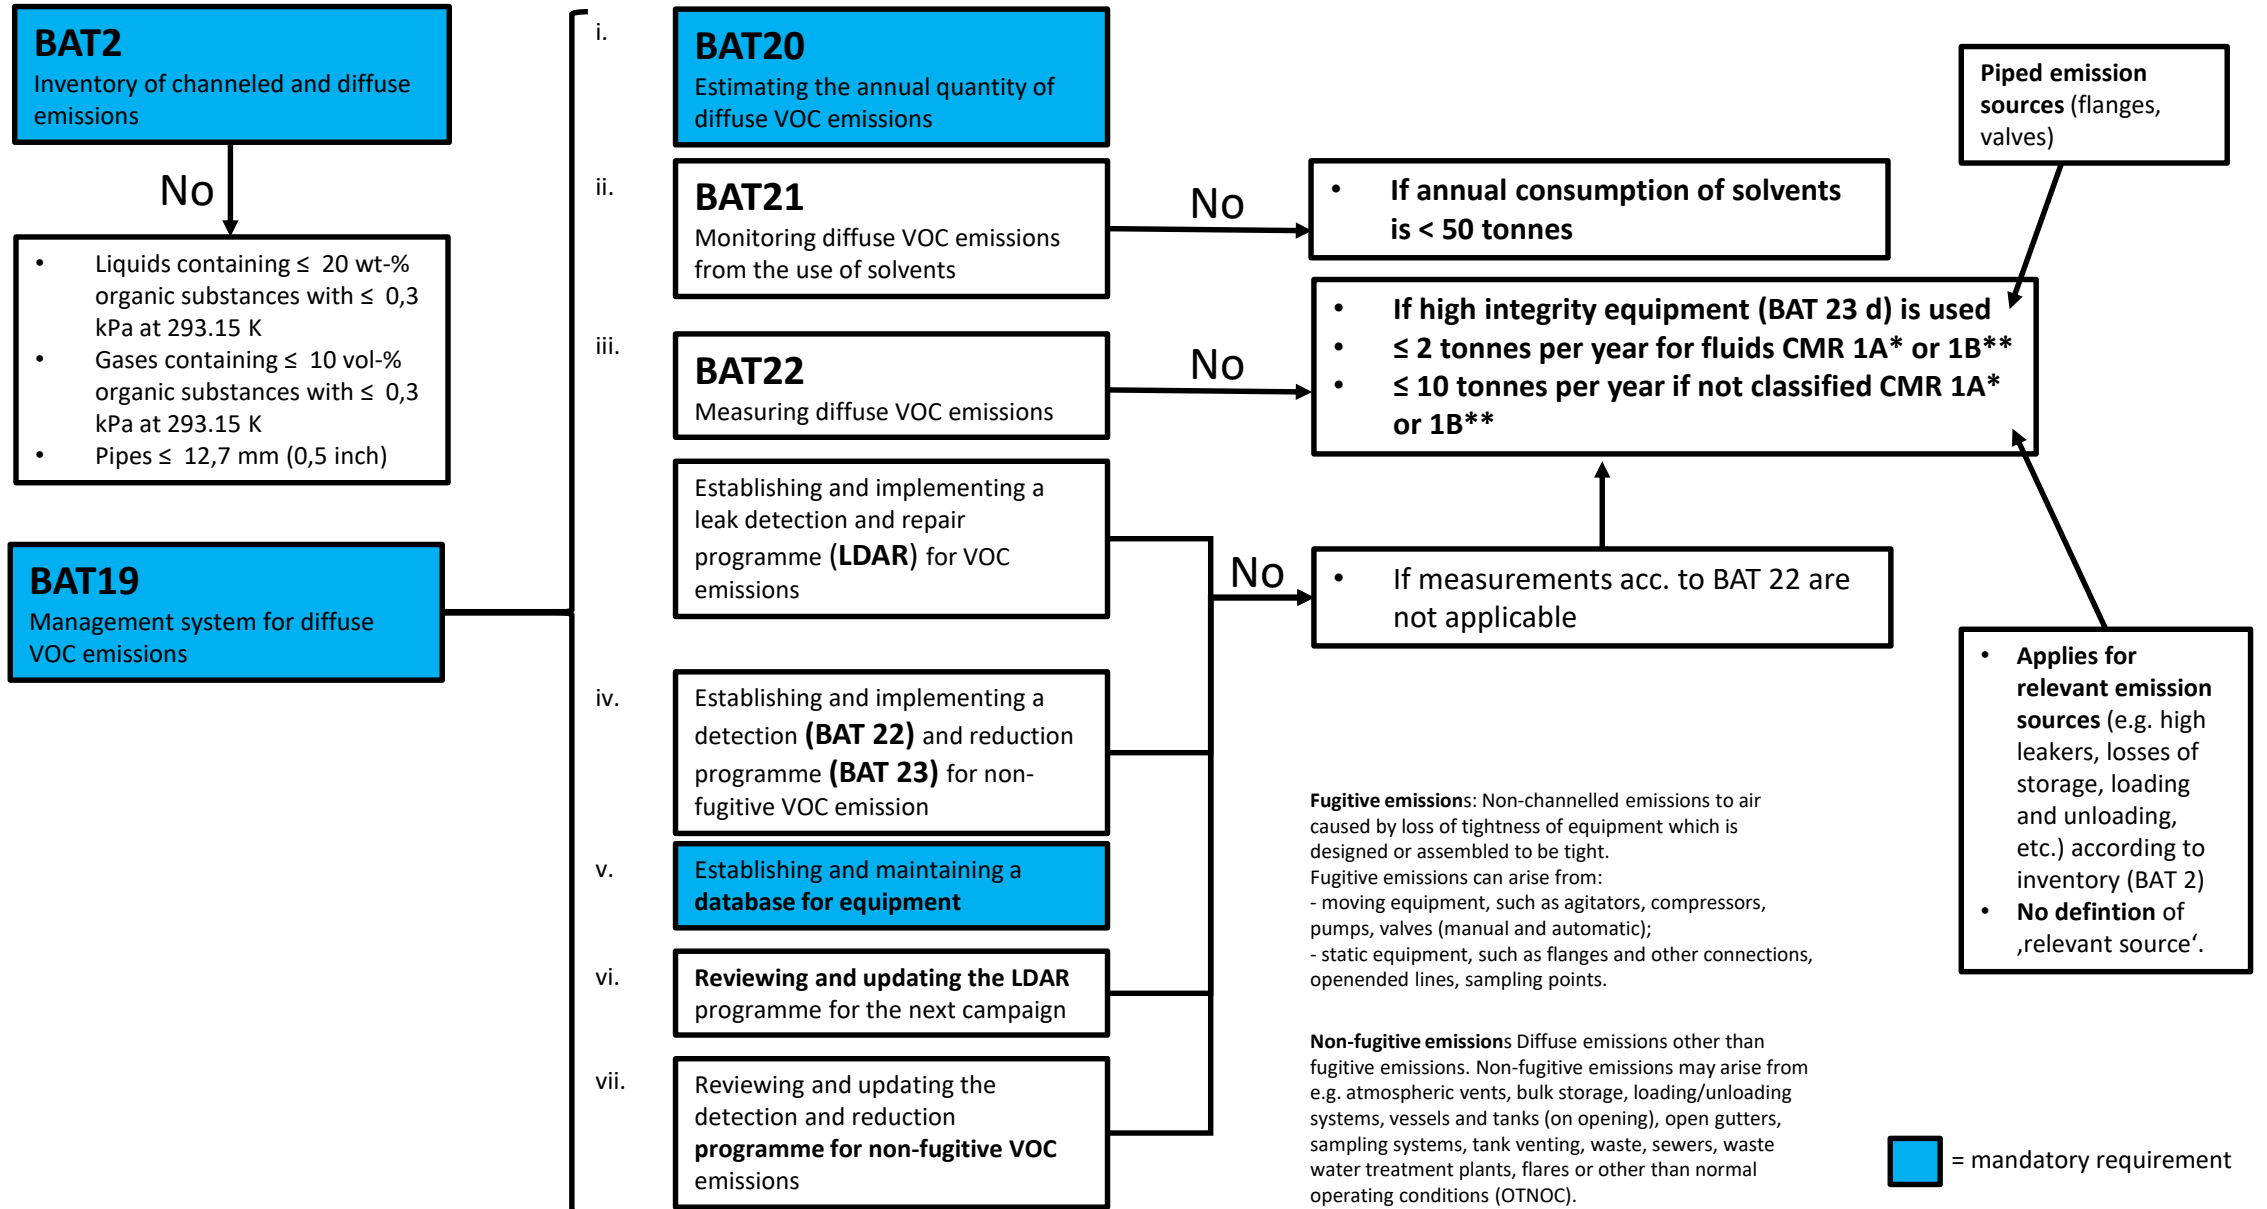 BAT2
Inventory of channeled and diffuse
emissions
No
• Liquids containing ≤ 20 wt-%
organic substances with ≤ 0,3
kPa at 293.15 K
• Gases containing ≤ 10 vol-%
organic substances with ≤ 0,3
kPa at 293.15 K
• Pipes ≤ 12,7 mm (0,5 inch)
BAT19
Management system for diffuse
VOC emissions
i.
BAT20
Estimating the annual quantity of
diffuse VOC emissions
ii.
BAT21
Monitoring diffuse VOC emissions
from the use of solvents
No
• If annual consumption of solvents
is < 50 tonnes
iii.
BAT22
Measuring diffuse VOC emissions
No
• If high integrity equipment (BAT 23 d) is used
• ≤ 2 tonnes per year for fluids CMR 1A* or 1B**
• ≤ 10 tonnes per year if not classified CMR 1A*
or 1B**
Establishing and implementing a
leak detection and repair
programme (LDAR) for VOC
emissions
No
• If measurements acc. to BAT 22 are
not applicable
iv.
Establishing and implementing a
detection (BAT 22) and reduction
programme (BAT 23) for non-
fugitive VOC emission
v.
Establishing and maintaining a
database for equipment
vi.
Reviewing and updating the LDAR
programme for the next campaign
vii.
Reviewing and updating the
detection and reduction
programme for non-fugitive VOC
emissions
Piped emission
sources (flanges,
valves)
• Applies for
relevant emission
sources (e.g. high
leakers, losses of
storage, loading
and unloading,
etc.) according to
inventory (BAT 2)
• No defintion of
‚relevant source‘.
Fugitive emissions: Non-channelled emissions to air
caused by loss of tightness of equipment which is
designed or assembled to be tight.
Fugitive emissions can arise from:
- moving equipment, such as agitators, compressors,
pumps, valves (manual and automatic);
- static equipment, such as flanges and other connections,
openended lines, sampling points.
Non-fugitive emissions Diffuse emissions other than
fugitive emissions. Non-fugitive emissions may arise from
e.g. atmospheric vents, bulk storage, loading/unloading
systems, vessels and tanks (on opening), open gutters,
sampling systems, tank venting, waste, sewers, waste
water treatment plants, flares or other than normal
operating conditions (OTNOC).
= mandatory requirement